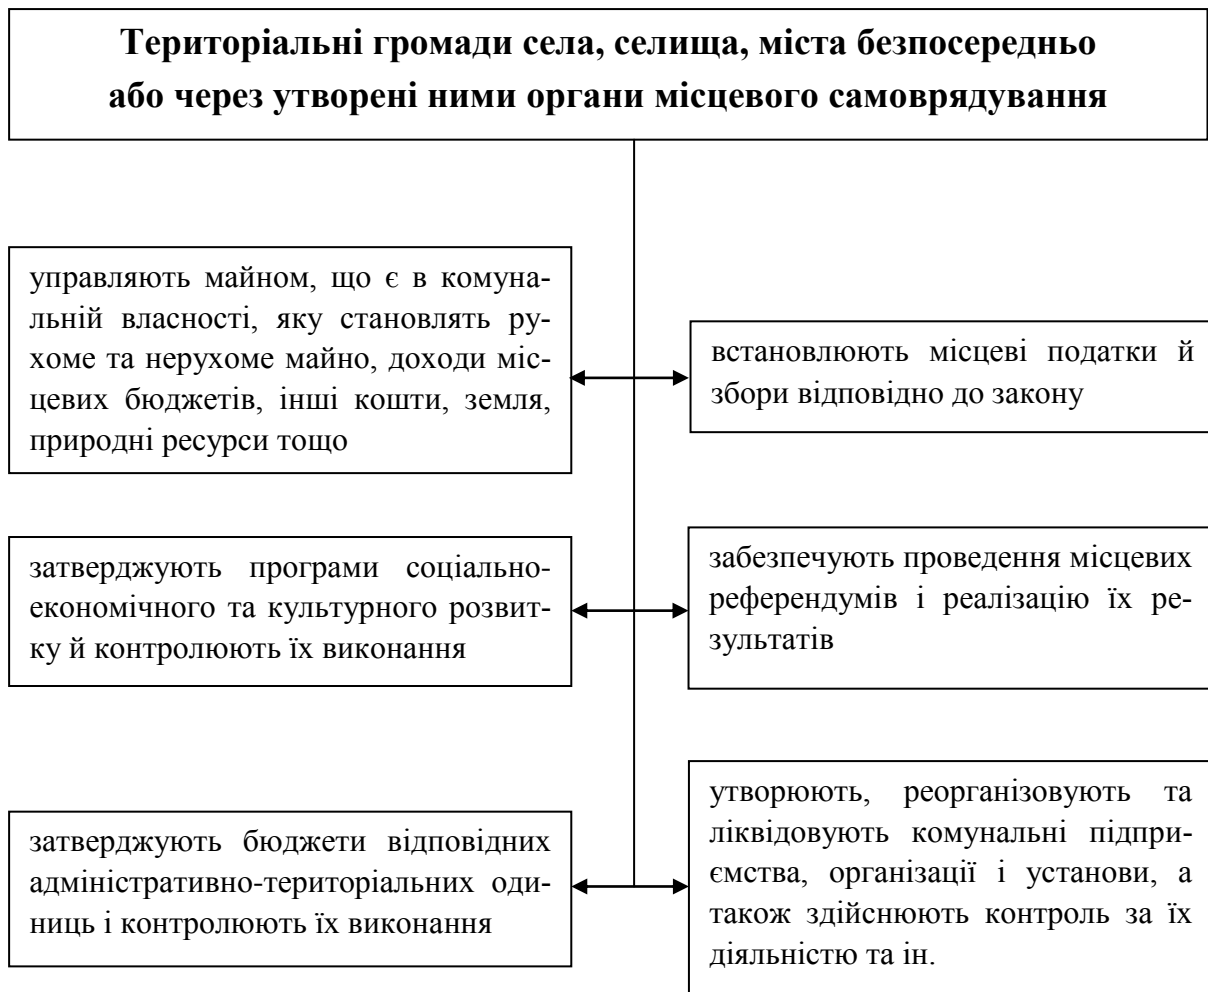 Територіальні громади села, селища, міста безпосередньо
або через утворені ними органи місцевого самоврядування
управляють майном, що є в комуна-
льній власності, яку становлять ру-
хоме та нерухоме майно, доходи міс-
цевих бюджетів, інші кошти, земля,
природні ресурси тощо
встановлюють місцеві податки й
збори відповідно до закону
затверджують програми соціально-
економічного та культурного розвит-
ку й контролюють їх виконання
забезпечують проведення місцевих
референдумів і реалізацію їх ре-
зультатів
затверджують бюджети відповідних
адміністративно-територіальних оди-
ниць і контролюють їх виконання
утворюють, реорганізовують та
ліквідовують комунальні підпри-
ємства, організації і установи, а
також здійснюють контроль за їх
діяльністю та ін.